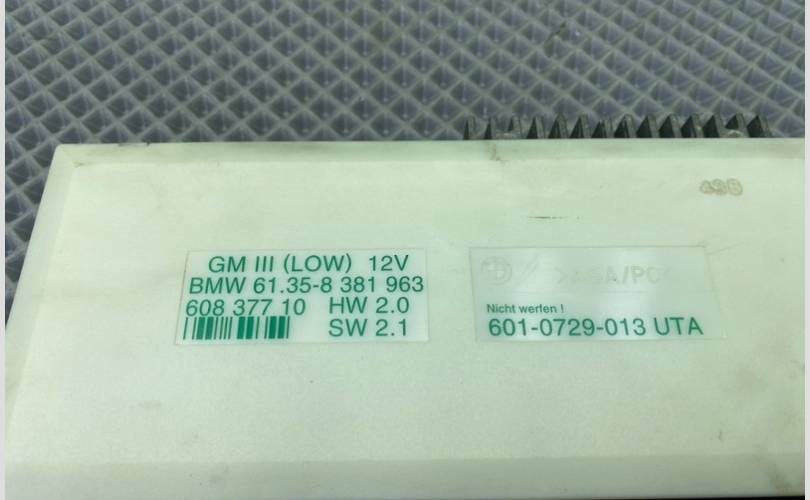 GM III (LOW) 12V
BMW 61.35-8 381 963
608 377 10 HW 2.0
SW 2.1
Nicht werfen !
601-0729-013 UTA